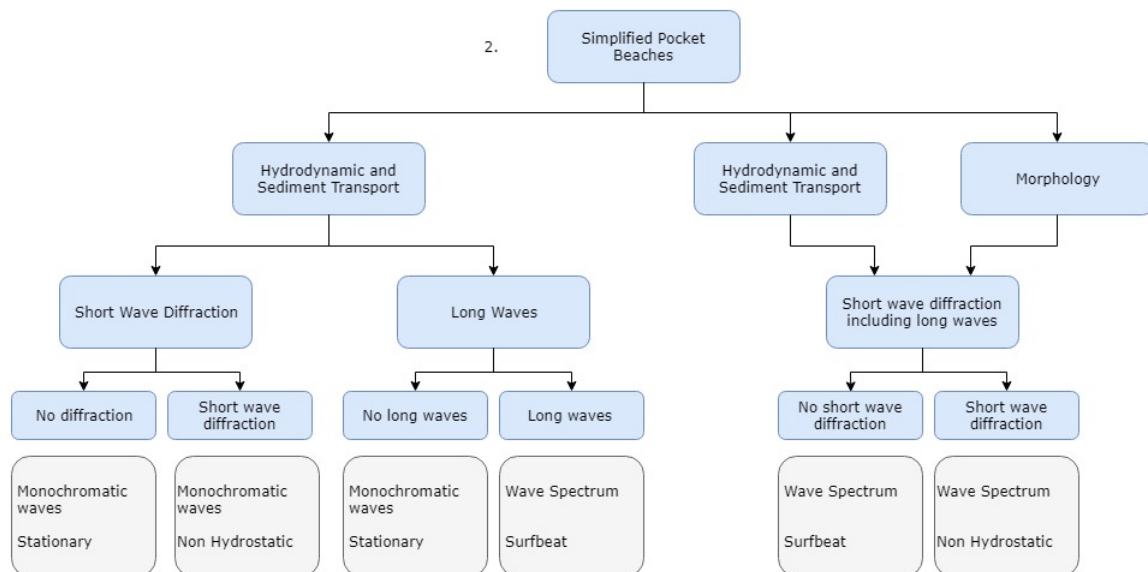 2.
Simplified Pocket
Beaches
Hydrodynamic and
Sediment Transport
Hydrodynamic and
Sediment Transport
Morphology
Short Wave Diffraction
Long Waves
Short wave diffraction
including long waves
No diffraction
Short wave
diffraction
No long waves
Long waves
No short wave
diffraction
Short wave
diffraction
Monochromatic
waves
Stationary
Monochromatic
waves
Non Hydrostatic
Monochromatic
waves
Stationary
Wave Spectrum
Surfbeat
Wave Spectrum
Surfbeat
Wave Spectrum
Non Hydrostatic